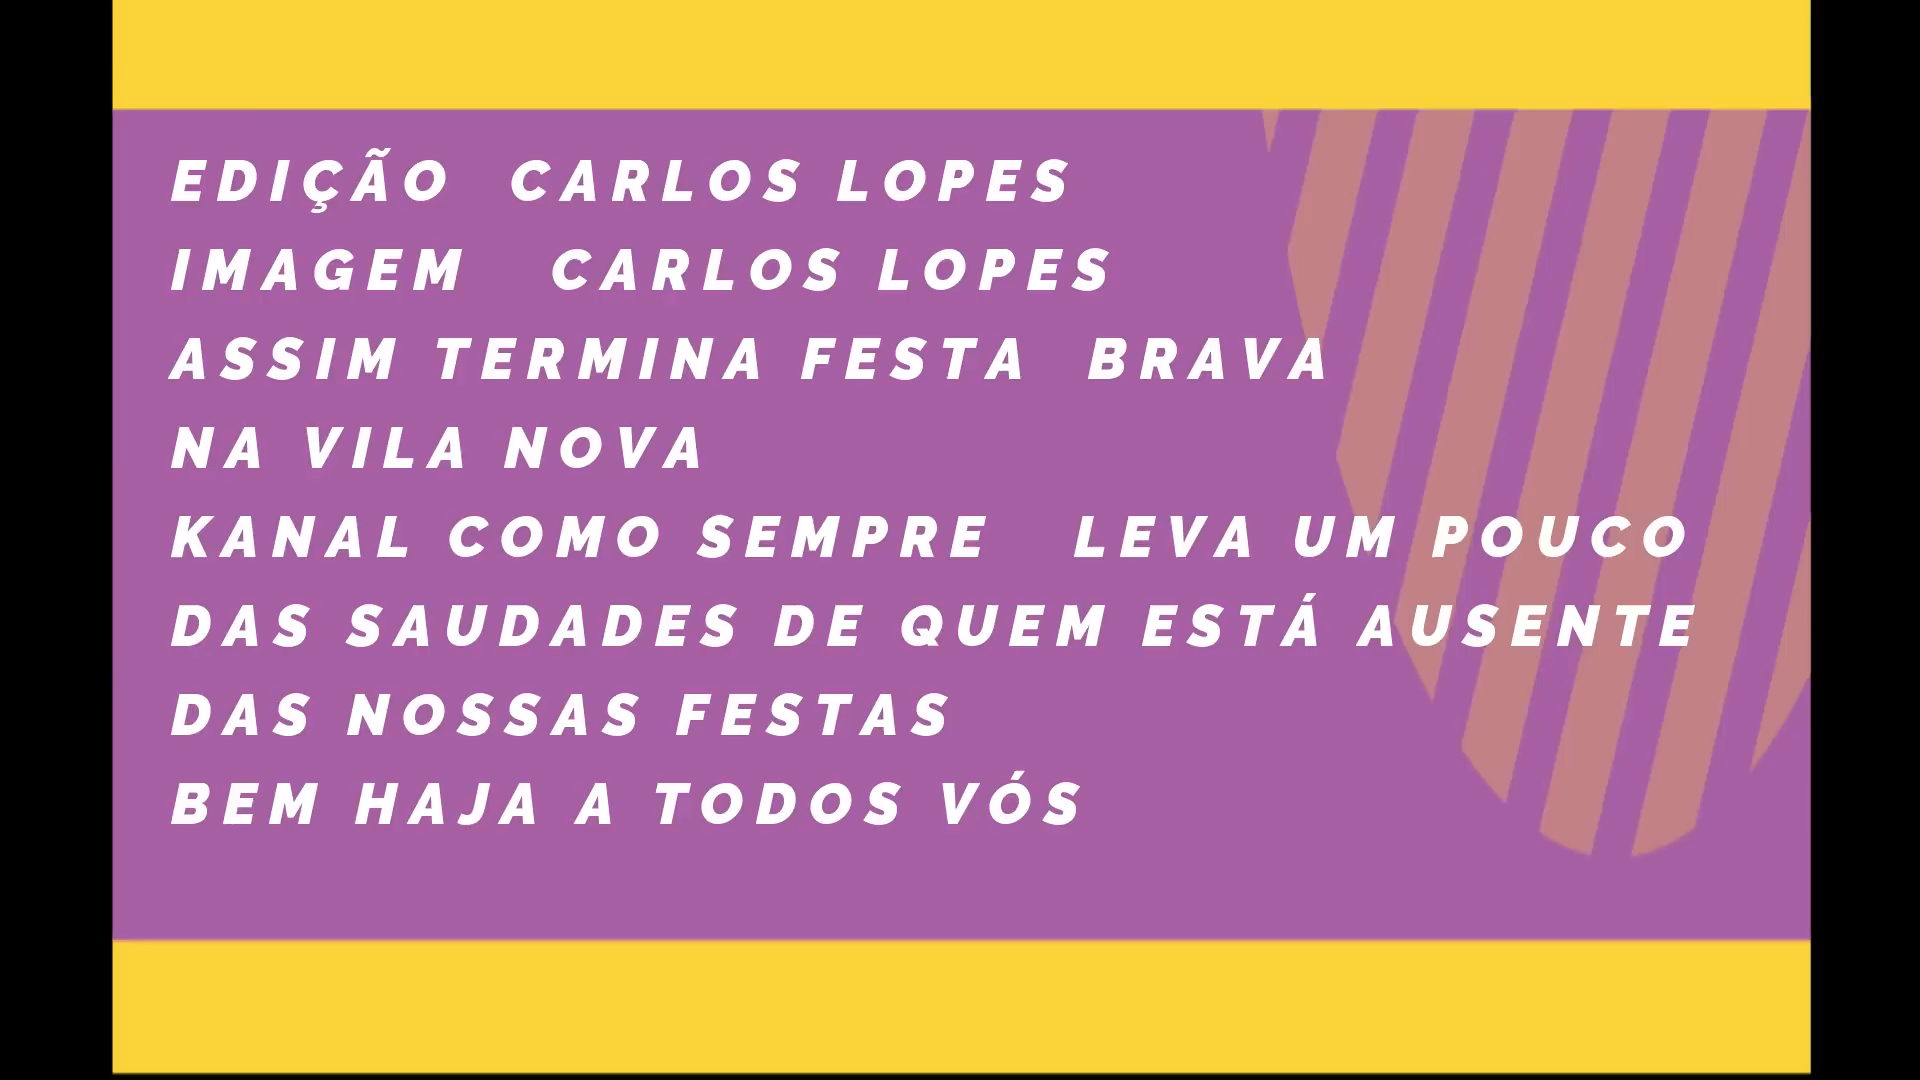 EDIÇÃO CARLOS LOPES
IMAGEM CARLOS LOPES
ASSIM TERMINA FESTA BRAVA
NA VILA NOVA
KANAL COMO SEMPRE LEVA UM POUCO
DAS SAUDADES DE QUEM ESTÁ AUSENTE
DAS NOSSAS FESTAS
BEM HAJA A TODOS VÓS